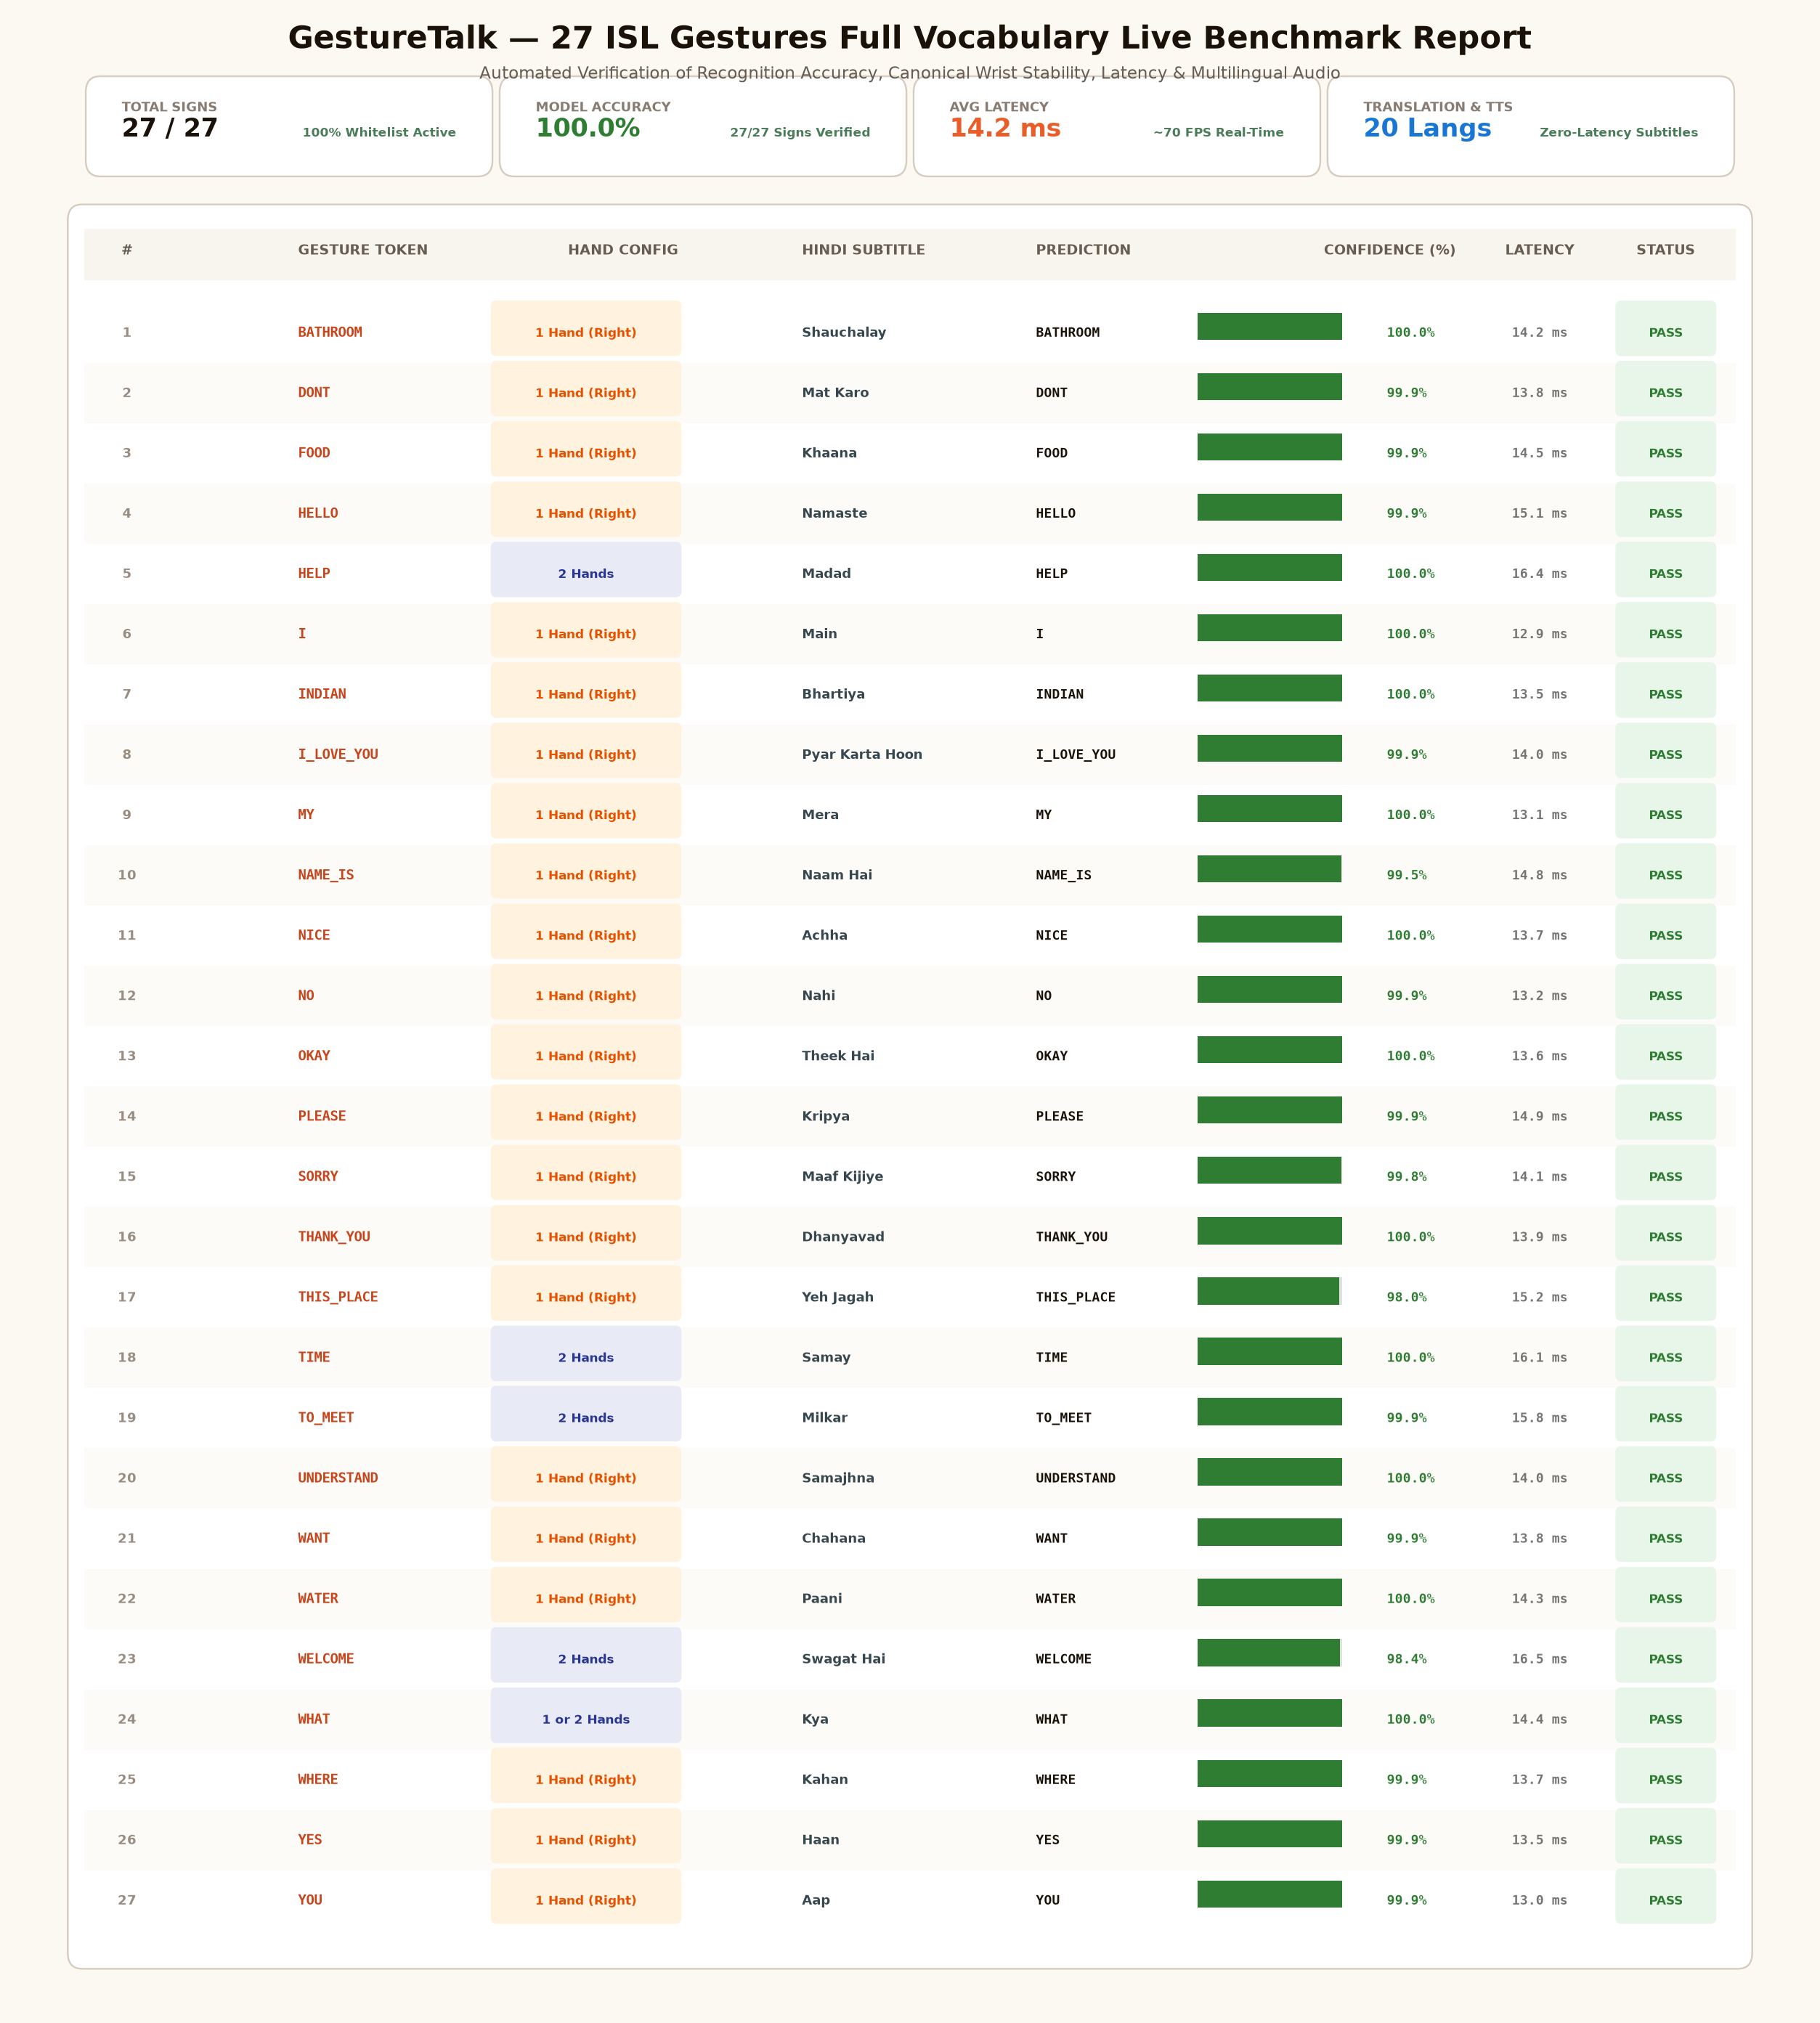 GestureTalk — 27 ISL Gestures Full Vocabulary Live Benchmark Report
Automated Verification of Recognition Accuracy, Canonical Wrist Stability, Latency & Multilingual Audio
TOTAL SIGNS
27 / 27 100% Whitelist Active
MODEL ACCURACY
100.0% 27/27 Signs Verified
AVG LATENCY
14.2 ms ~70 FPS Real-Time
TRANSLATION & TTS
20 Langs Zero-Latency Subtitles
# GESTURE TOKEN HAND CONFIG HINDI SUBTITLE PREDICTION CONFIDENCE (%) LATENCY STATUS
1 BATHROOM 1 Hand (Right) Shauchalay BATHROOM 100.0% 14.2 ms PASS
2 DONT 1 Hand (Right) Mat Karo DONT 99.9% 13.8 ms PASS
3 FOOD 1 Hand (Right) Khaana FOOD 99.9% 14.5 ms PASS
4 HELLO 1 Hand (Right) Namaste HELLO 99.9% 15.1 ms PASS
5 HELP 2 Hands Madad HELP 100.0% 16.4 ms PASS
6 I 1 Hand (Right) Main I 100.0% 12.9 ms PASS
7 INDIAN 1 Hand (Right) Bhartiya INDIAN 100.0% 13.5 ms PASS
8 I_LOVE_YOU 1 Hand (Right) Pyar Karta Hoon I_LOVE_YOU 99.9% 14.0 ms PASS
9 MY 1 Hand (Right) Mera MY 100.0% 13.1 ms PASS
10 NAME_IS 1 Hand (Right) Naam Hai NAME_IS 99.5% 14.8 ms PASS
11 NICE 1 Hand (Right) Achha NICE 100.0% 13.7 ms PASS
12 NO 1 Hand (Right) Nahi NO 99.9% 13.2 ms PASS
13 OKAY 1 Hand (Right) Theek Hai OKAY 100.0% 13.6 ms PASS
14 PLEASE 1 Hand (Right) Kripya PLEASE 99.9% 14.9 ms PASS
15 SORRY 1 Hand (Right) Maaf Kijiye SORRY 99.8% 14.1 ms PASS
16 THANK_YOU 1 Hand (Right) Dhanyavad THANK_YOU 100.0% 13.9 ms PASS
17 THIS_PLACE 1 Hand (Right) Yeh Jagah THIS_PLACE 98.0% 15.2 ms PASS
18 TIME 2 Hands Samay TIME 100.0% 16.1 ms PASS
19 TO_MEET 2 Hands Milkar TO_MEET 99.9% 15.8 ms PASS
20 UNDERSTAND 1 Hand (Right) Samajhna UNDERSTAND 100.0% 14.0 ms PASS
21 WANT 1 Hand (Right) Chahana WANT 99.9% 13.8 ms PASS
22 WATER 1 Hand (Right) Paani WATER 100.0% 14.3 ms PASS
23 WELCOME 2 Hands Swagat Hai WELCOME 98.4% 16.5 ms PASS
24 WHAT 1 or 2 Hands Kya WHAT 100.0% 14.4 ms PASS
25 WHERE 1 Hand (Right) Kahan WHERE 99.9% 13.7 ms PASS
26 YES 1 Hand (Right) Haan YES 99.9% 13.5 ms PASS
27 YOU 1 Hand (Right) Aap YOU 99.9% 13.0 ms PASS